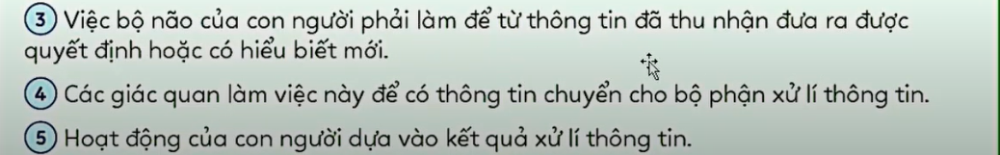 3 Việc bộ não của con người phải làm để từ thông tin đã thu nhận đưa ra được
quyết định hoặc có hiểu biết mới.
4 Các giác quan làm việc này để có thông tin chuyển cho bộ phận xử lí thông tin.
5 Hoạt động của con người dựa vào kết quả xử lí thông tin.